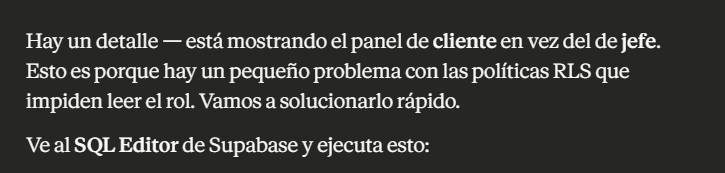 Hay un detalle — está mostrando el panel de cliente en vez del de jefe.
Esto es porque hay un pequeño problema con las políticas RLS que
impiden leer el rol. Vamos a solucionarlo rápido.
Ve al SQL Editor de Supabase y ejecuta esto: